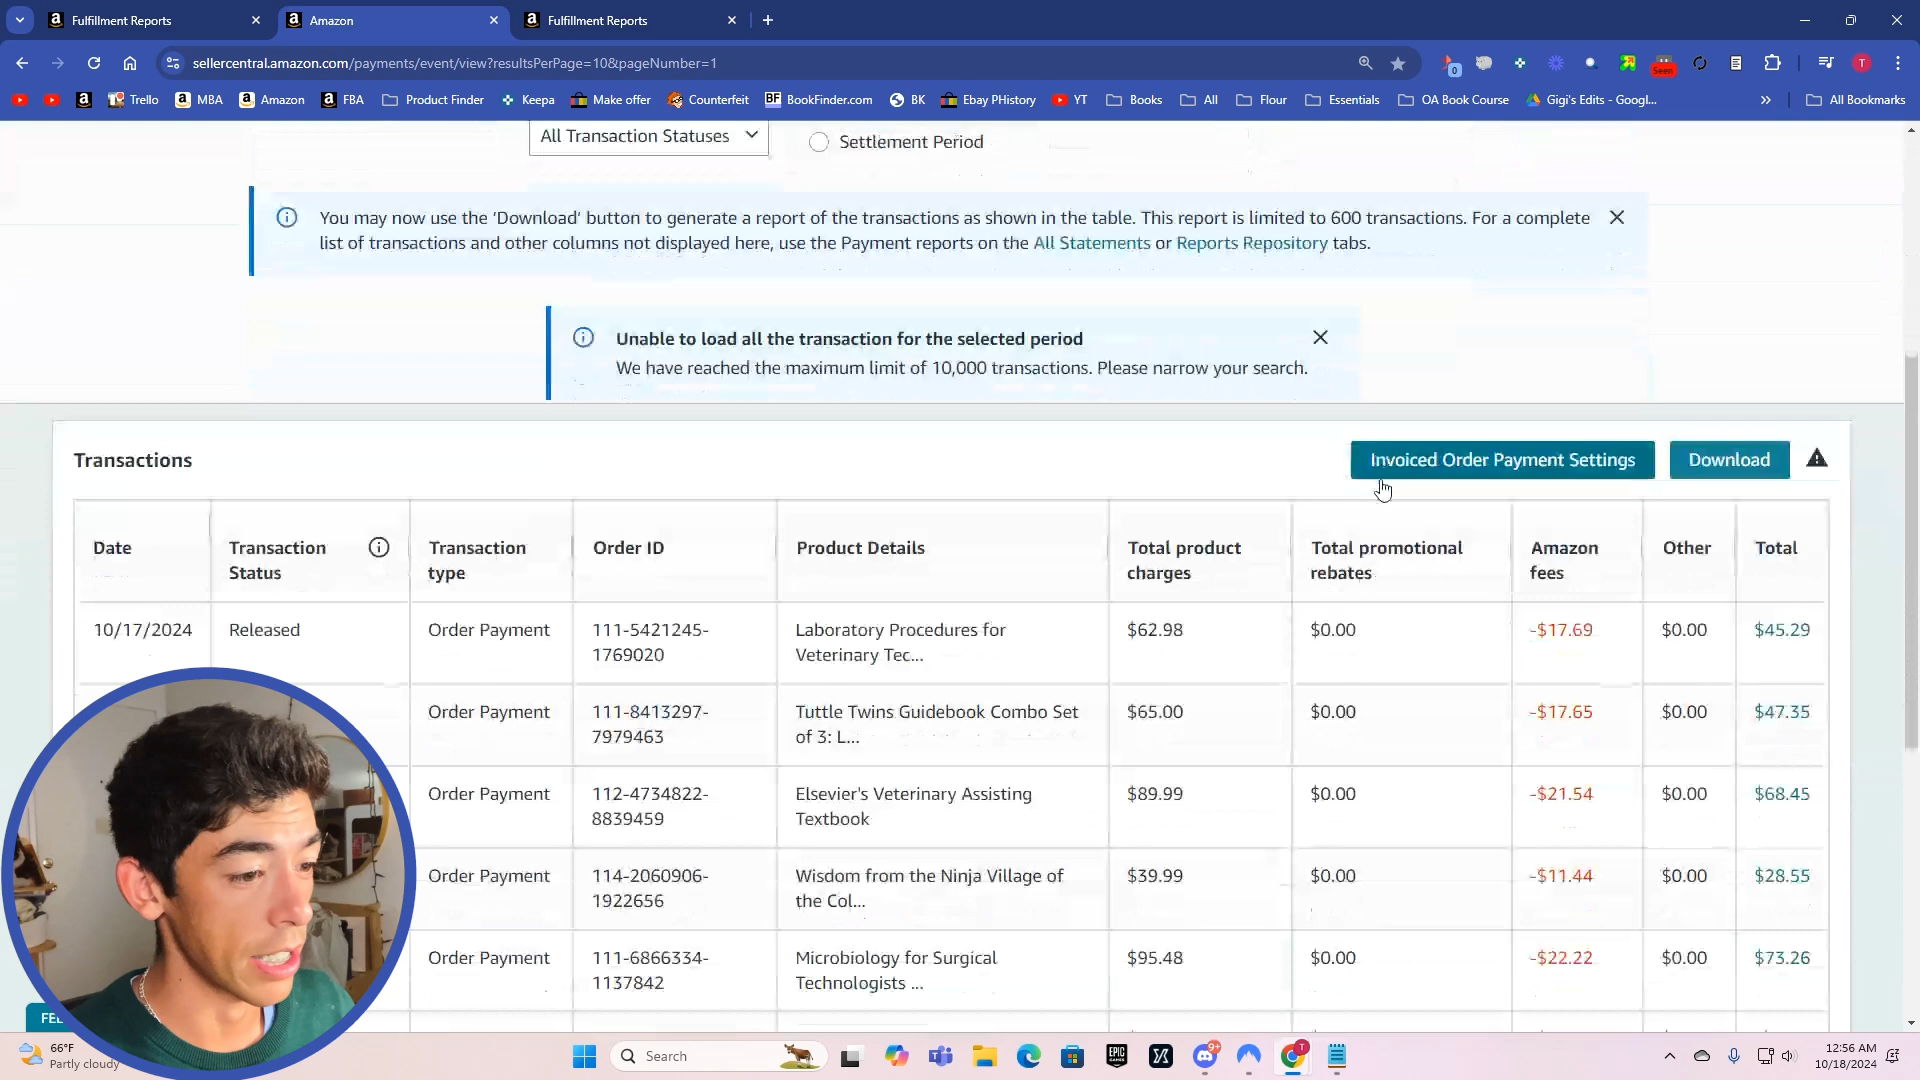 Fulfillment Reports
Amazon
Fulfillment Reports
sellercentral.amazon.com/payments/event/view?resultsPerPage=10&pageNumber=1
0
Seen
T
Trello
MBA
Amazon
FBA
Product Finder
Keepa
Make offer
Counterfeit
BookFinder.com
BK
Ebay PHistory
YT
Books
All
Flour
Essentials
OA Book Course
Gigi's Edits - Googl...
»
All Bookmarks
All Transaction Statuses
Settlement Period
You may now use the 'Download' button to generate a report of the transactions as shown in the table. This report is limited to 600 transactions. For a complete
list of transactions and other columns not displayed here, use the Payment reports on the All Statements or Reports Repository tabs.
Unable to load all the transaction for the selected period
We have reached the maximum limit of 10,000 transactions. Please narrow your search.
Transactions
Invoiced Order Payment Settings
Download
Date
Transaction
Status
Transaction
type
Order ID
Product Details
Total product
charges
Total promotional
rebates
Amazon
fees
Other
Total
10/17/2024
Released
Order Payment
111-5421245-
1769020
Laboratory Procedures for
Veterinary Tec...
$62.98
$0.00
-$17.69
$0.00
$45.29
Order Payment
111-8413297-
7979463
Tuttle Twins Guidebook Combo Set
of 3: L...
$65.00
$0.00
-$17.65
$0.00
$47.35
Order Payment
112-4734822-
8839459
Elsevier's Veterinary Assisting
Textbook
$89.99
$0.00
-$21.54
$0.00
$68.45
Order Payment
114-2060906-
1922656
Wisdom from the Ninja Village of
the Col...
$39.99
$0.00
-$11.44
$0.00
$28.55
Order Payment
111-6866334-
1137842
Microbiology for Surgical
Technologists ...
$95.48
$0.00
-$22.22
$0.00
$73.26
66°F
Partly cloudy
Search
EPIC
GAMES
9+
T
12:56 AM
10/18/2024